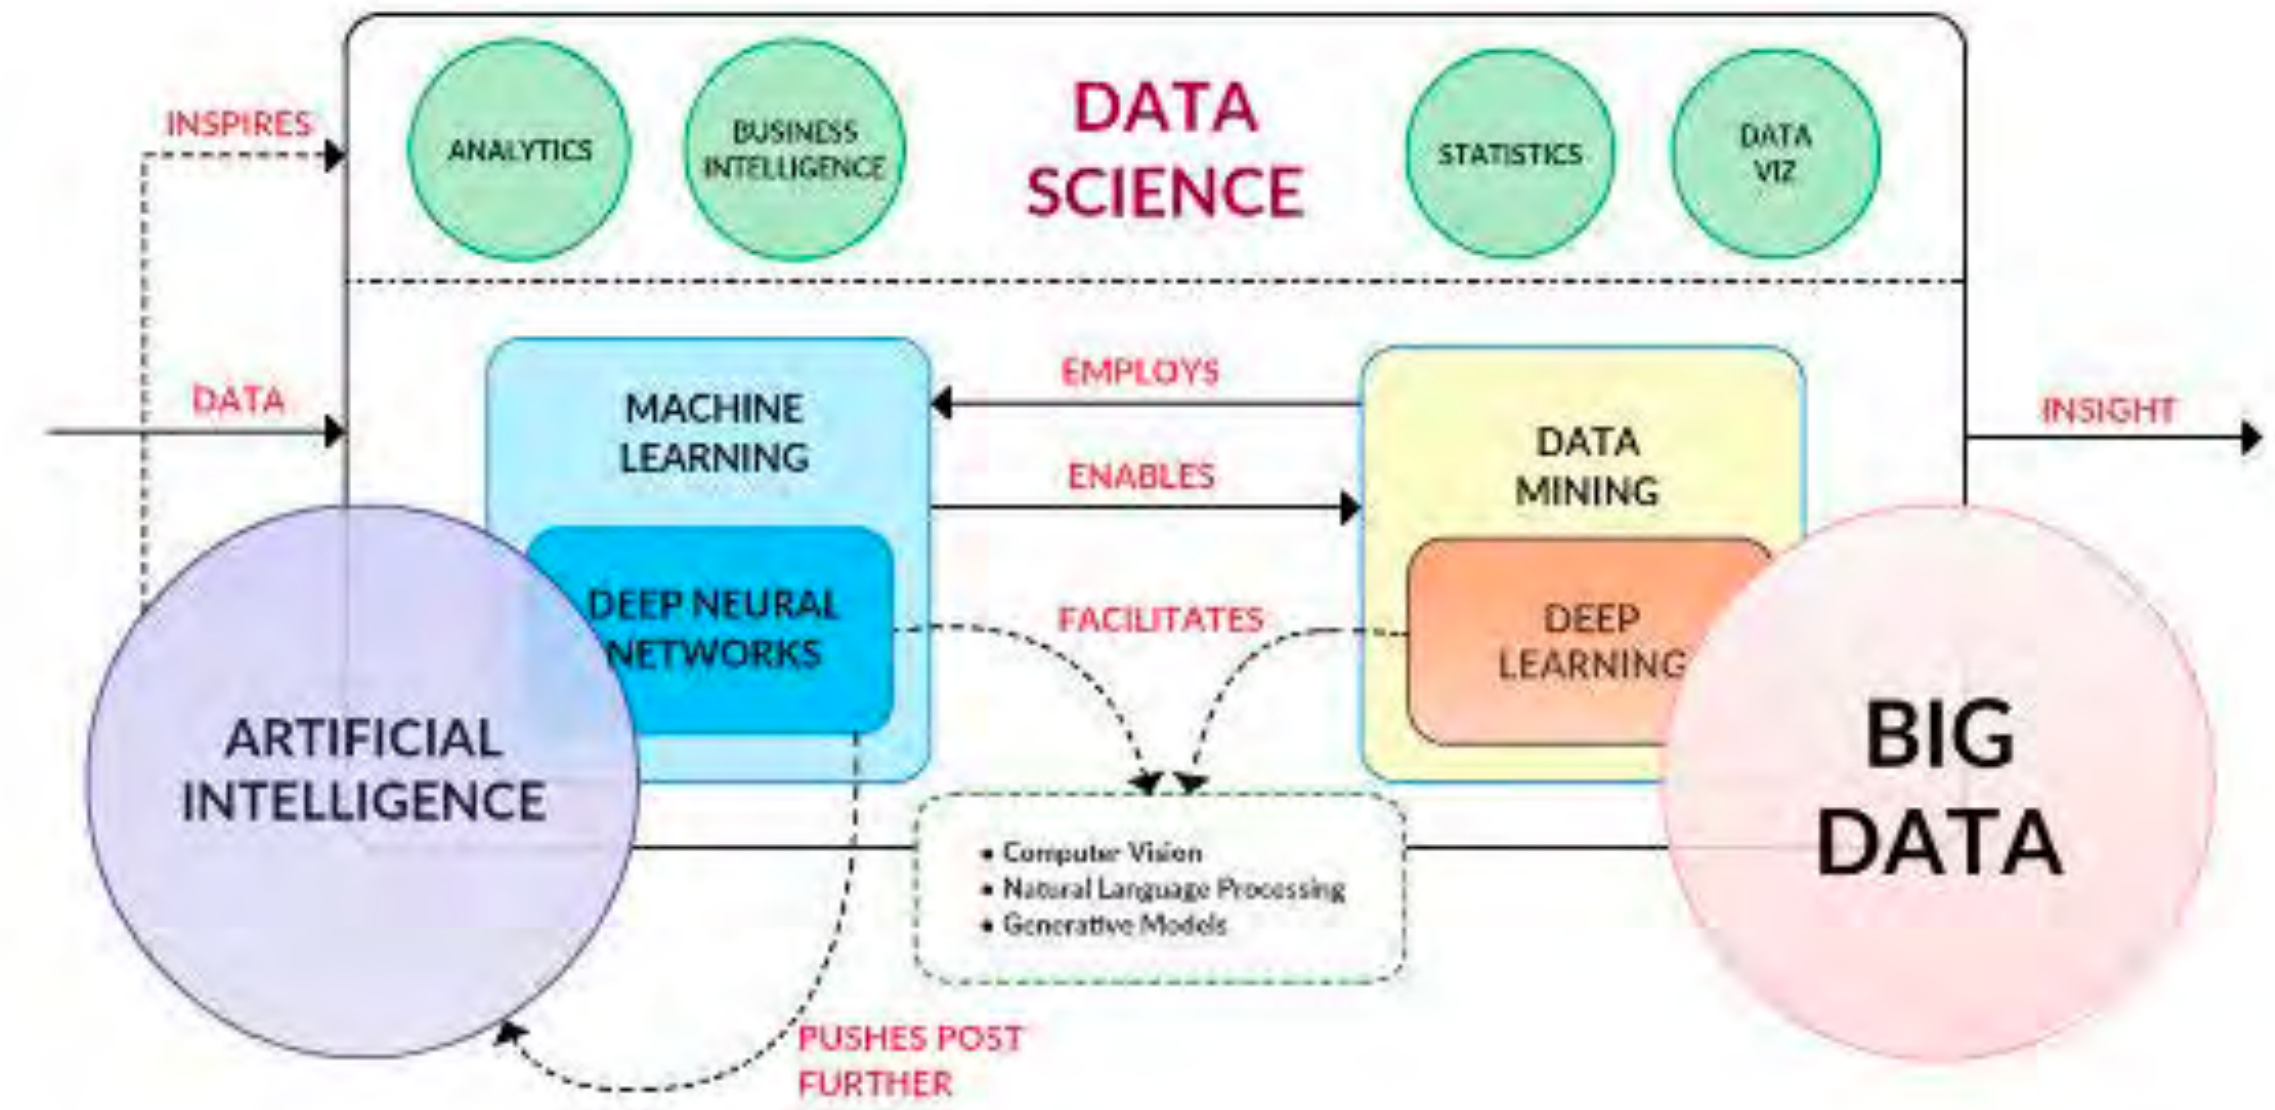 INSPIRES
ANALYTICS
BUSINESS
INTELLIGENCE
DATA
SCIENCE
STATISTICS
DATA
VIZ
DATA
MACHINE
LEARNING
EMPLOYS
ENABLES
DATA
MINING
INSIGHT
DEEP NEURAL
NETWORKS
FACILITATES
DEEP
LEARNING
ARTIFICIAL
INTELLIGENCE
BIG
DATA
• Computer Vision
• Natural Language Processing
• Generative Models
PUSHES POST
FURTHER